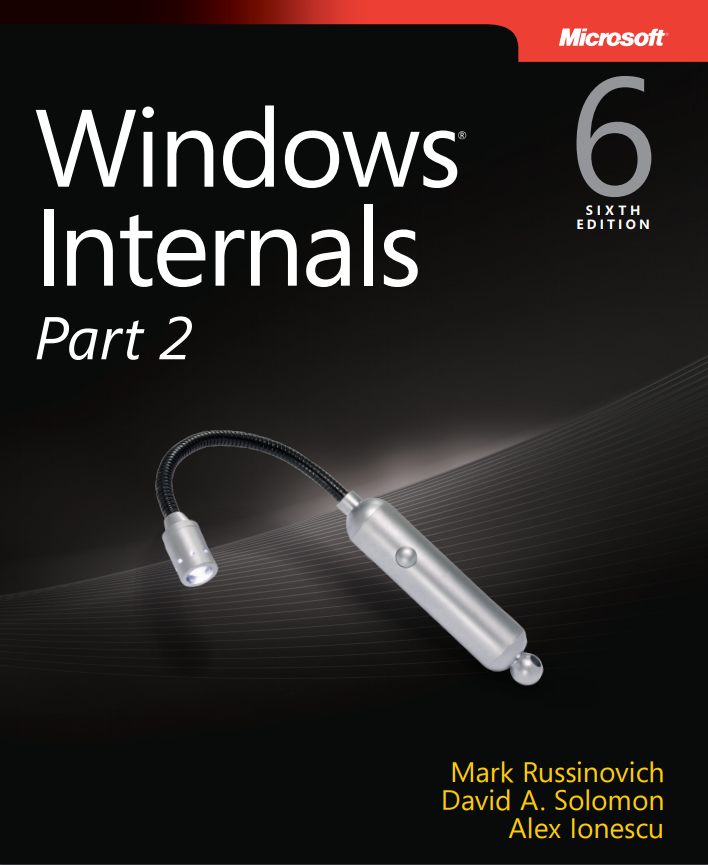 Microsoft®
Windows®
Internals
Part 2
6
SIXTH
EDITION
Mark Russinovich
David A. Solomon
Alex Ionescu